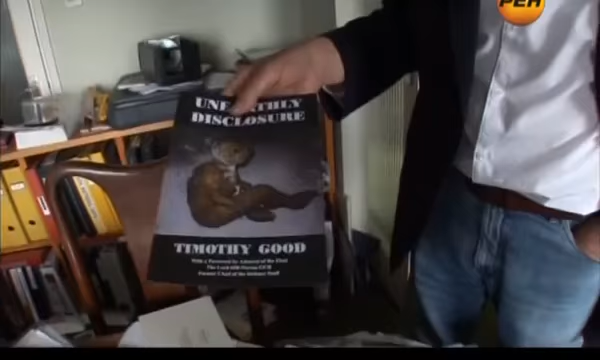 РЕН
UNEARTHLY
DISCLOSURE
TIMOTHY GOOD
With a Foreword by Admiral of the Fleet
The Lord Hill-Norton GCB
Former Chief of the Defence Staff